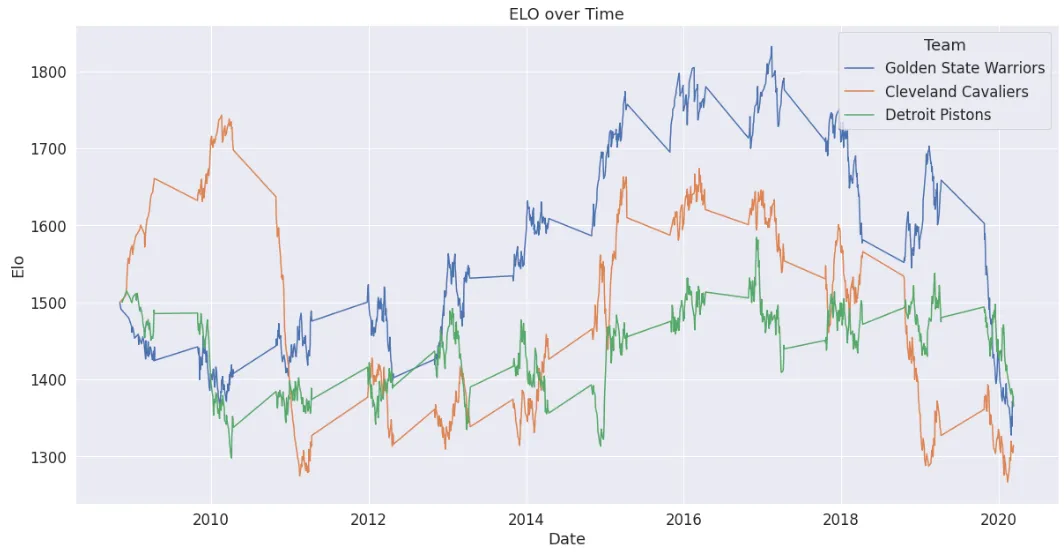 ELO over Time
Team
Golden State Warriors
Cleveland Cavaliers
Detroit Pistons
1800
1700
1600
1500
1400
1300
Elo
2010
2012
2014
2016
2018
2020
Date